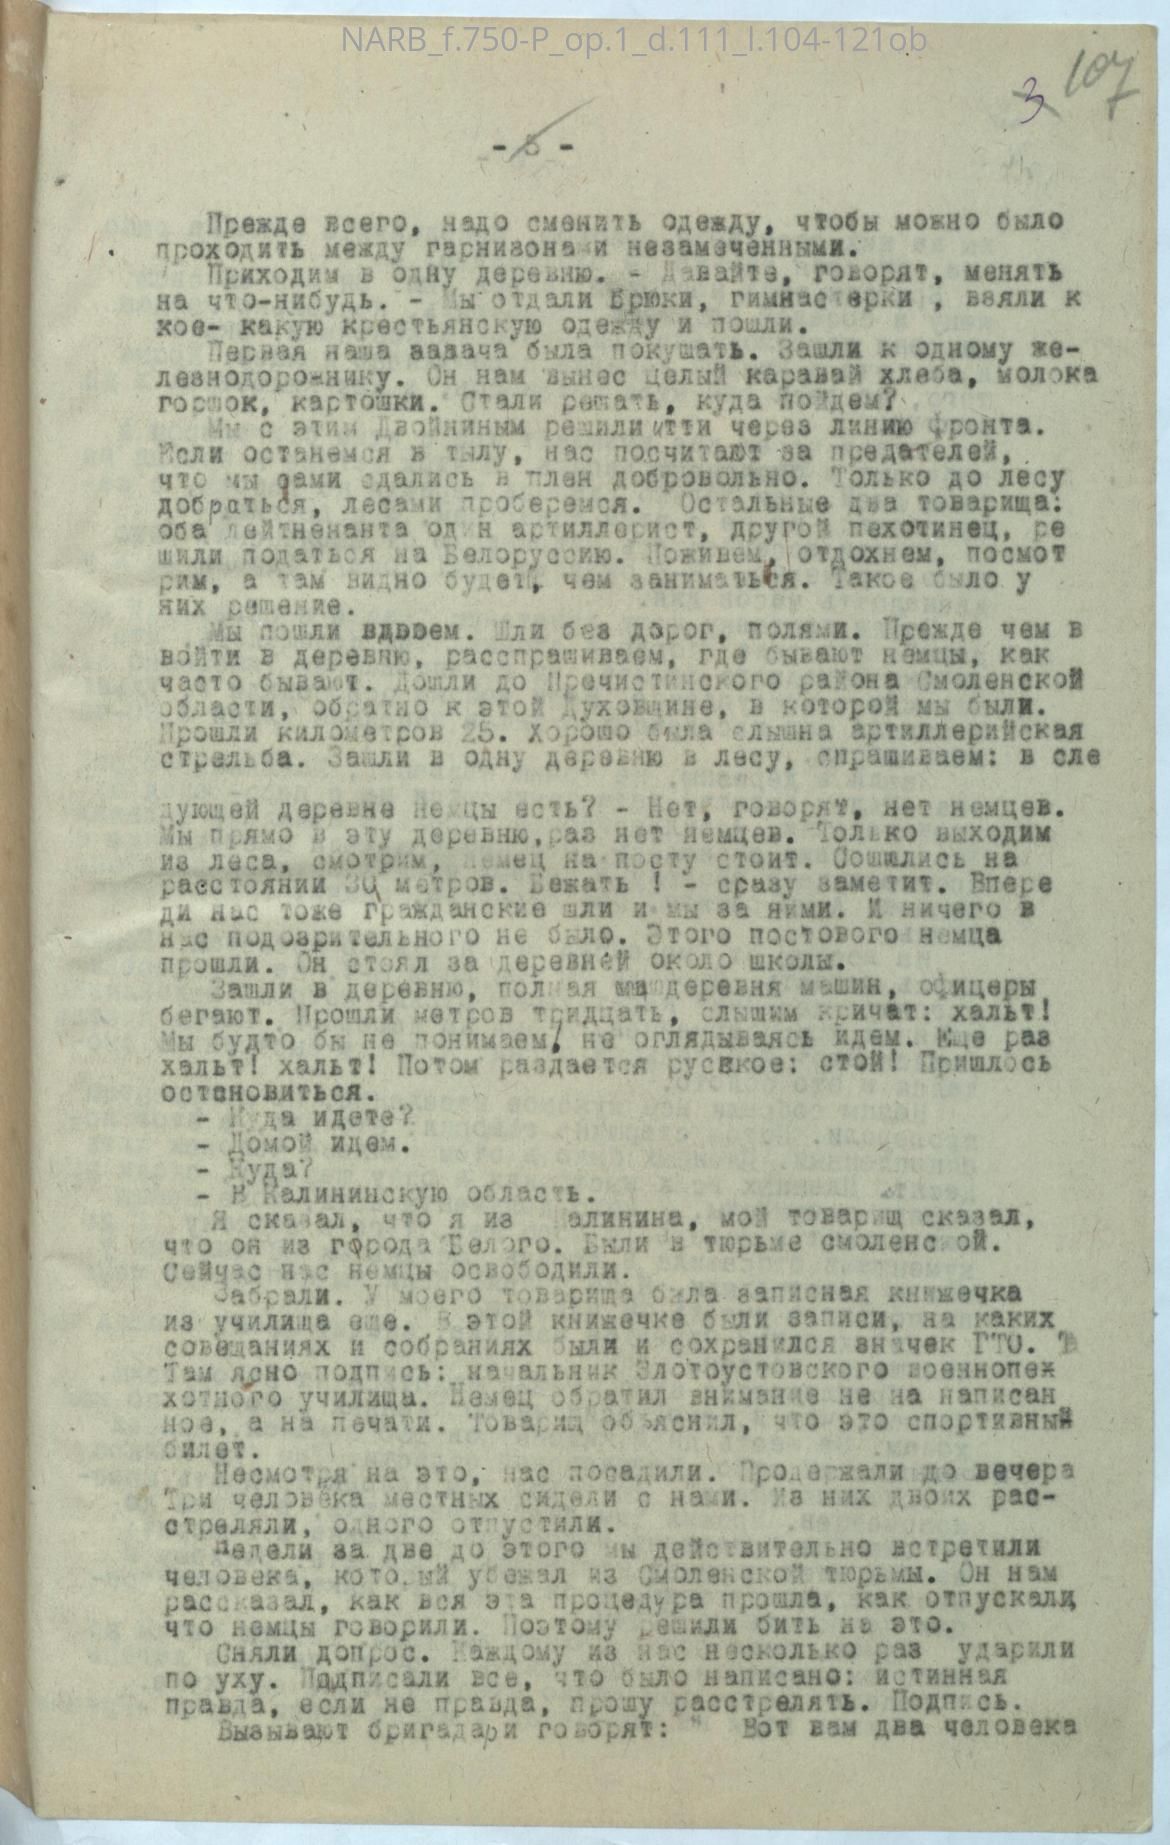 NARB_f.750-P_op.1_d.111_l.104-121ob
3 107
- 5 -
Прежде всего, надо сменить одежду, чтобы можно было
проходить между гарнизонами незамеченными.
Приходим в одну деревню. - Давайте, говорят, менять
на что-нибудь. - Мы отдали брюки, гимнастерки , взяли к
кое- какую крестьянскую одежду и пошли.
Первая наша задача была покушать. Зашли к одному же-
лезнодорожнику. Он нам вынес целый каравай хлеба, молока
горшок, картошки. Стали решать, куда пойдем?
Мы с этим Двойниным решили итти через линию фронта.
Если останемся в тылу, нас посчитают за предателей,
что мы сами сдались в плен добровольно. Только до лесу
добраться, лесами проберемся. Остальные два товарища:
оба лейтненанта один артиллерист, другой пехотинец, ре
шили податься на Белоруссию. Поживем, отдохнем, посмот
рим, а там видно будет, чем заниматься. Такое было у
них решение.
Мы пошли вдвоем. Шли без дорог, полями. Прежде чем в
войти в деревню, расспрашиваем, где бывают немцы, как
часто бывают. Дошли до Пречистинского района Смоленской
области, обратно к этой Духовщине, в которой мы были.
Прошли километров 25. Хорошо была слышна артиллерийская
стрельба. Зашли в одну деревню в лесу, спрашиваем: в сле
дующей деревне немцы есть? - Нет, говорят, нет немцев.
Мы прямо в эту деревню,раз нет немцев. Только выходим
из леса, смотрим, немец на посту стоит. Сошшлись на
расстоянии 30 метров. Бежать ! - сразу заметит. Впере
ди нас тоже гражданские шли и мы за ними. И ничего в
нас подозрительного не было. Этого постового немца
прошли. Он стоял за деревней около школы.
Зашли в деревню, полная деревня машин, офицеры
бегают. Прошли метров тридцать, слышим кричат: хальт!
Мы будто бы не понимаем, не оглядываясь идем. Еще раз
хальт! хальт! Потом раздается русское: стой! Пришлось
остановиться.
- Куда идете?
- Домой идем.
- Куда?
- В Калининскую область.
Я сказал, что я из Калинина, мой товарищ сказал,
что он из города Белого. Были в тюрьме смоленской.
Сейчас нас немцы освободили.
Забрали. У моего товарища была записная книжечка
из училища еще. В этой книжечке были записи, на каких
совещаниях и собраниях были и сохранился значек ГТО. Т
Там ясно подпись: начальник Злотоустовского военнопех
хотного училища. Немец обратил внимание не на написан
ное, а на печати. Товарищ объяснил, что это спортивный
билет.
Несмотря на это, нас посадили. Продержали до вечера
Три человека местных сидели с нами. Из них двоих рас-
стреляли, одного отпустили.
Недели за две до этого мы действительно встретили
человека, который убежал из Смоленской тюрьмы. Он нам
рассказал, как вся эта процедура прошла, как отпускали,
что немцы говорили. Поэтому решили бить на это.
Сняли допрос. Каждому из нас несколько раз ударили
по уху. Подписали все, что было написано: истинная
правда, если не правда, прошу расстрелять. Подпись.
Вызывают бригадари говорят: " Вот вам два человека